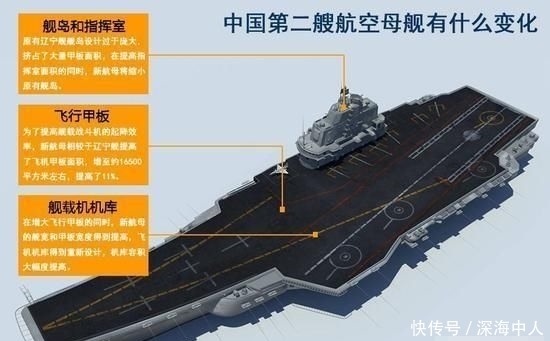 中国第二艘航空母舰有什么变化
舰岛和指挥室
原有辽宁舰舰岛设计过于庞大,
挤占了大量甲板面积,在提高指
挥室面积的同时,新航母将缩小
原有舰岛。
飞行甲板
为了提高舰载战斗机的起降效
率,新航母相较于辽宁舰提高
了飞机甲板面积,增至约16500
平方米左右,提高了11%。
舰载机机库
在增大飞行甲板的同时,新航母
的舰宽和甲板宽度得到提高,飞
机机库得到重新设计,机库容积
大幅度提高。
快传号/深海中人